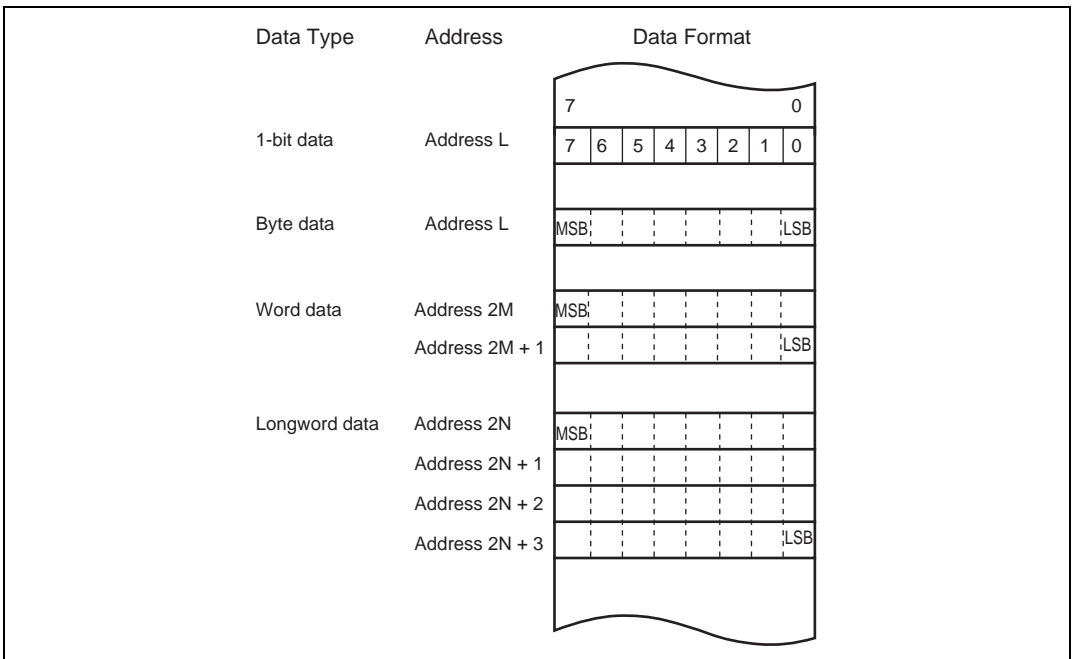 Data Type Address Data Format
7 0
1-bit data Address L 7 6 5 4 3 2 1 0
Byte data Address L MSB LSB
Word data Address 2M MSB
Address 2M + 1 LSB
Longword data Address 2N MSB
Address 2N + 1
Address 2N + 2
Address 2N + 3 LSB